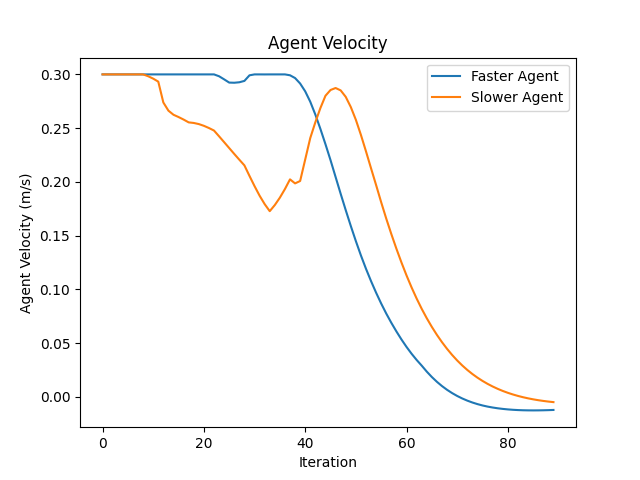 Agent Velocity
Faster Agent
Slower Agent
0.30
0.25
0.20
0.15
0.10
0.05
0.00
Agent Velocity (m/s)
0 20 40 60 80
Iteration